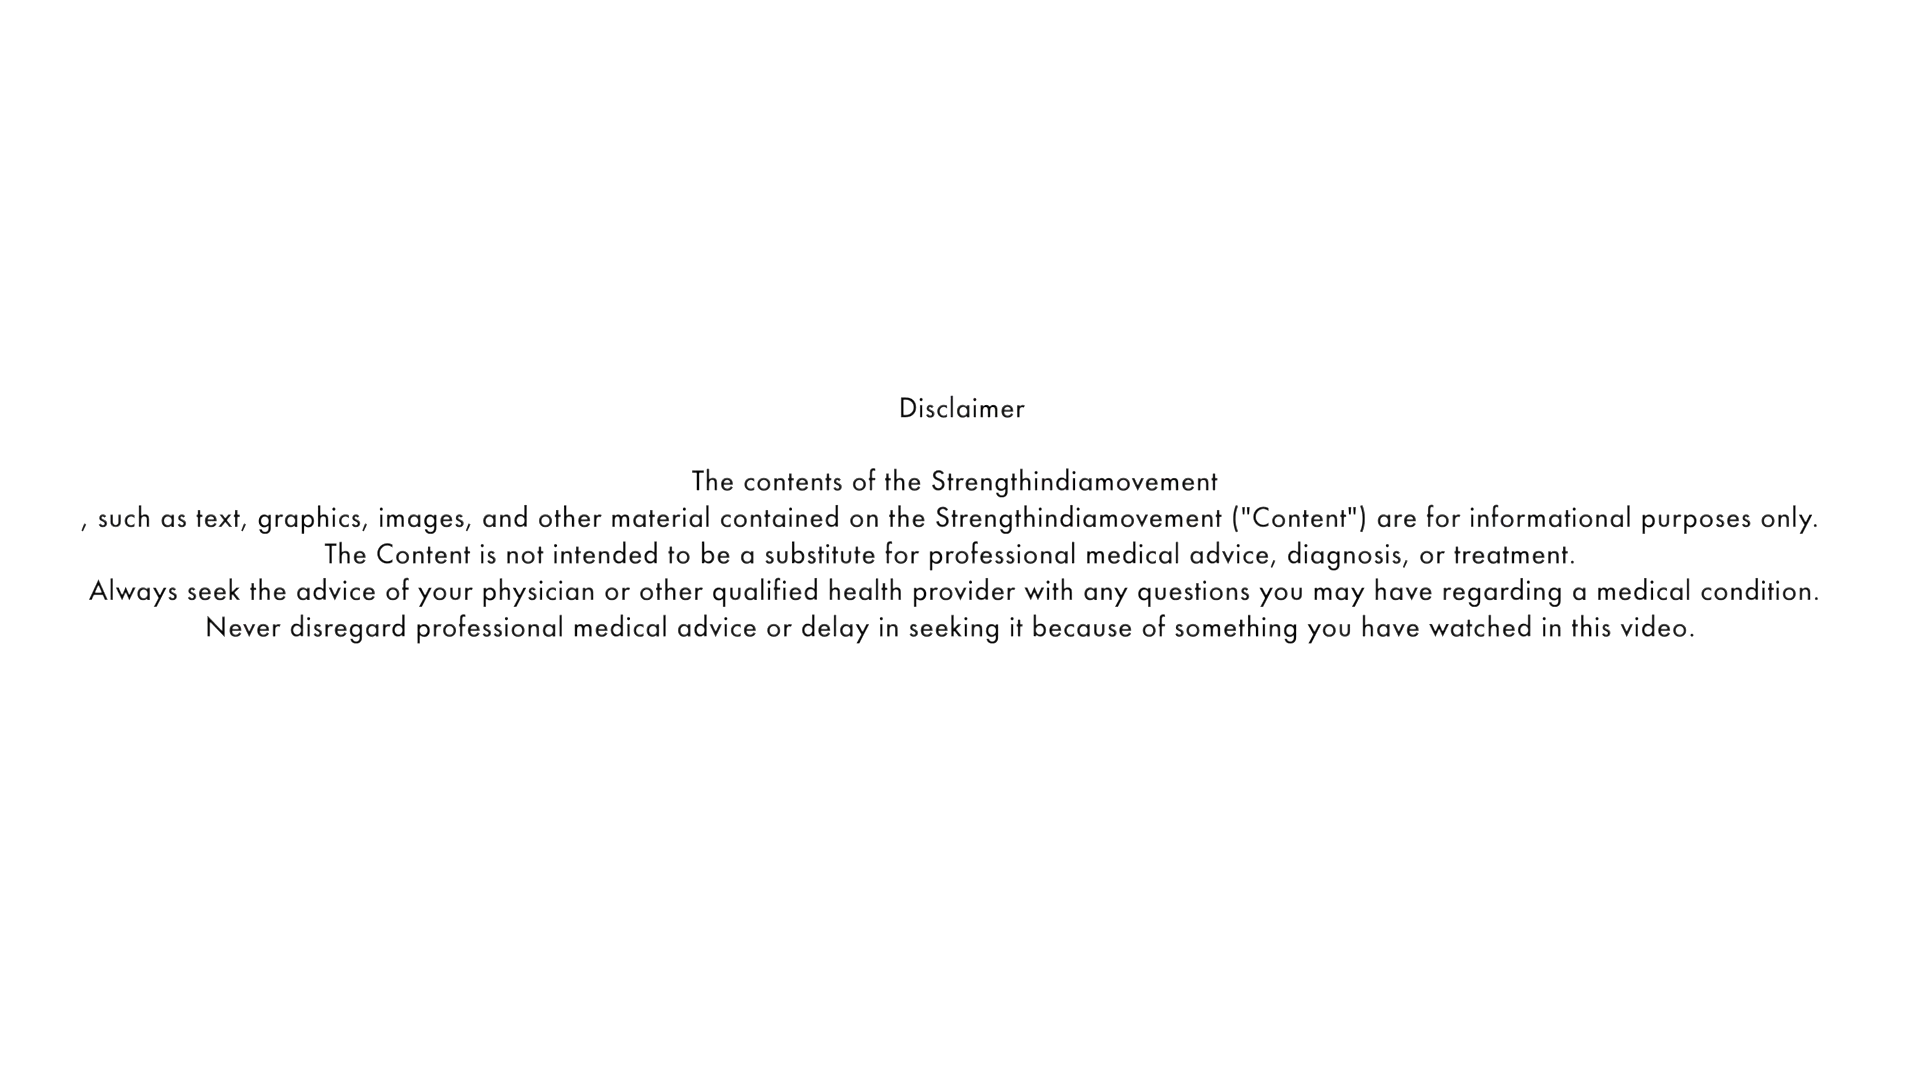 Disclaimer
The contents of the Strengthindiamovement
, such as text, graphics, images, and other material contained on the Strengthindiamovement ("Content") are for informational purposes only.
The Content is not intended to be a substitute for professional medical advice, diagnosis, or treatment.
Always seek the advice of your physician or other qualified health provider with any questions you may have regarding a medical condition.
Never disregard professional medical advice or delay in seeking it because of something you have watched in this video.